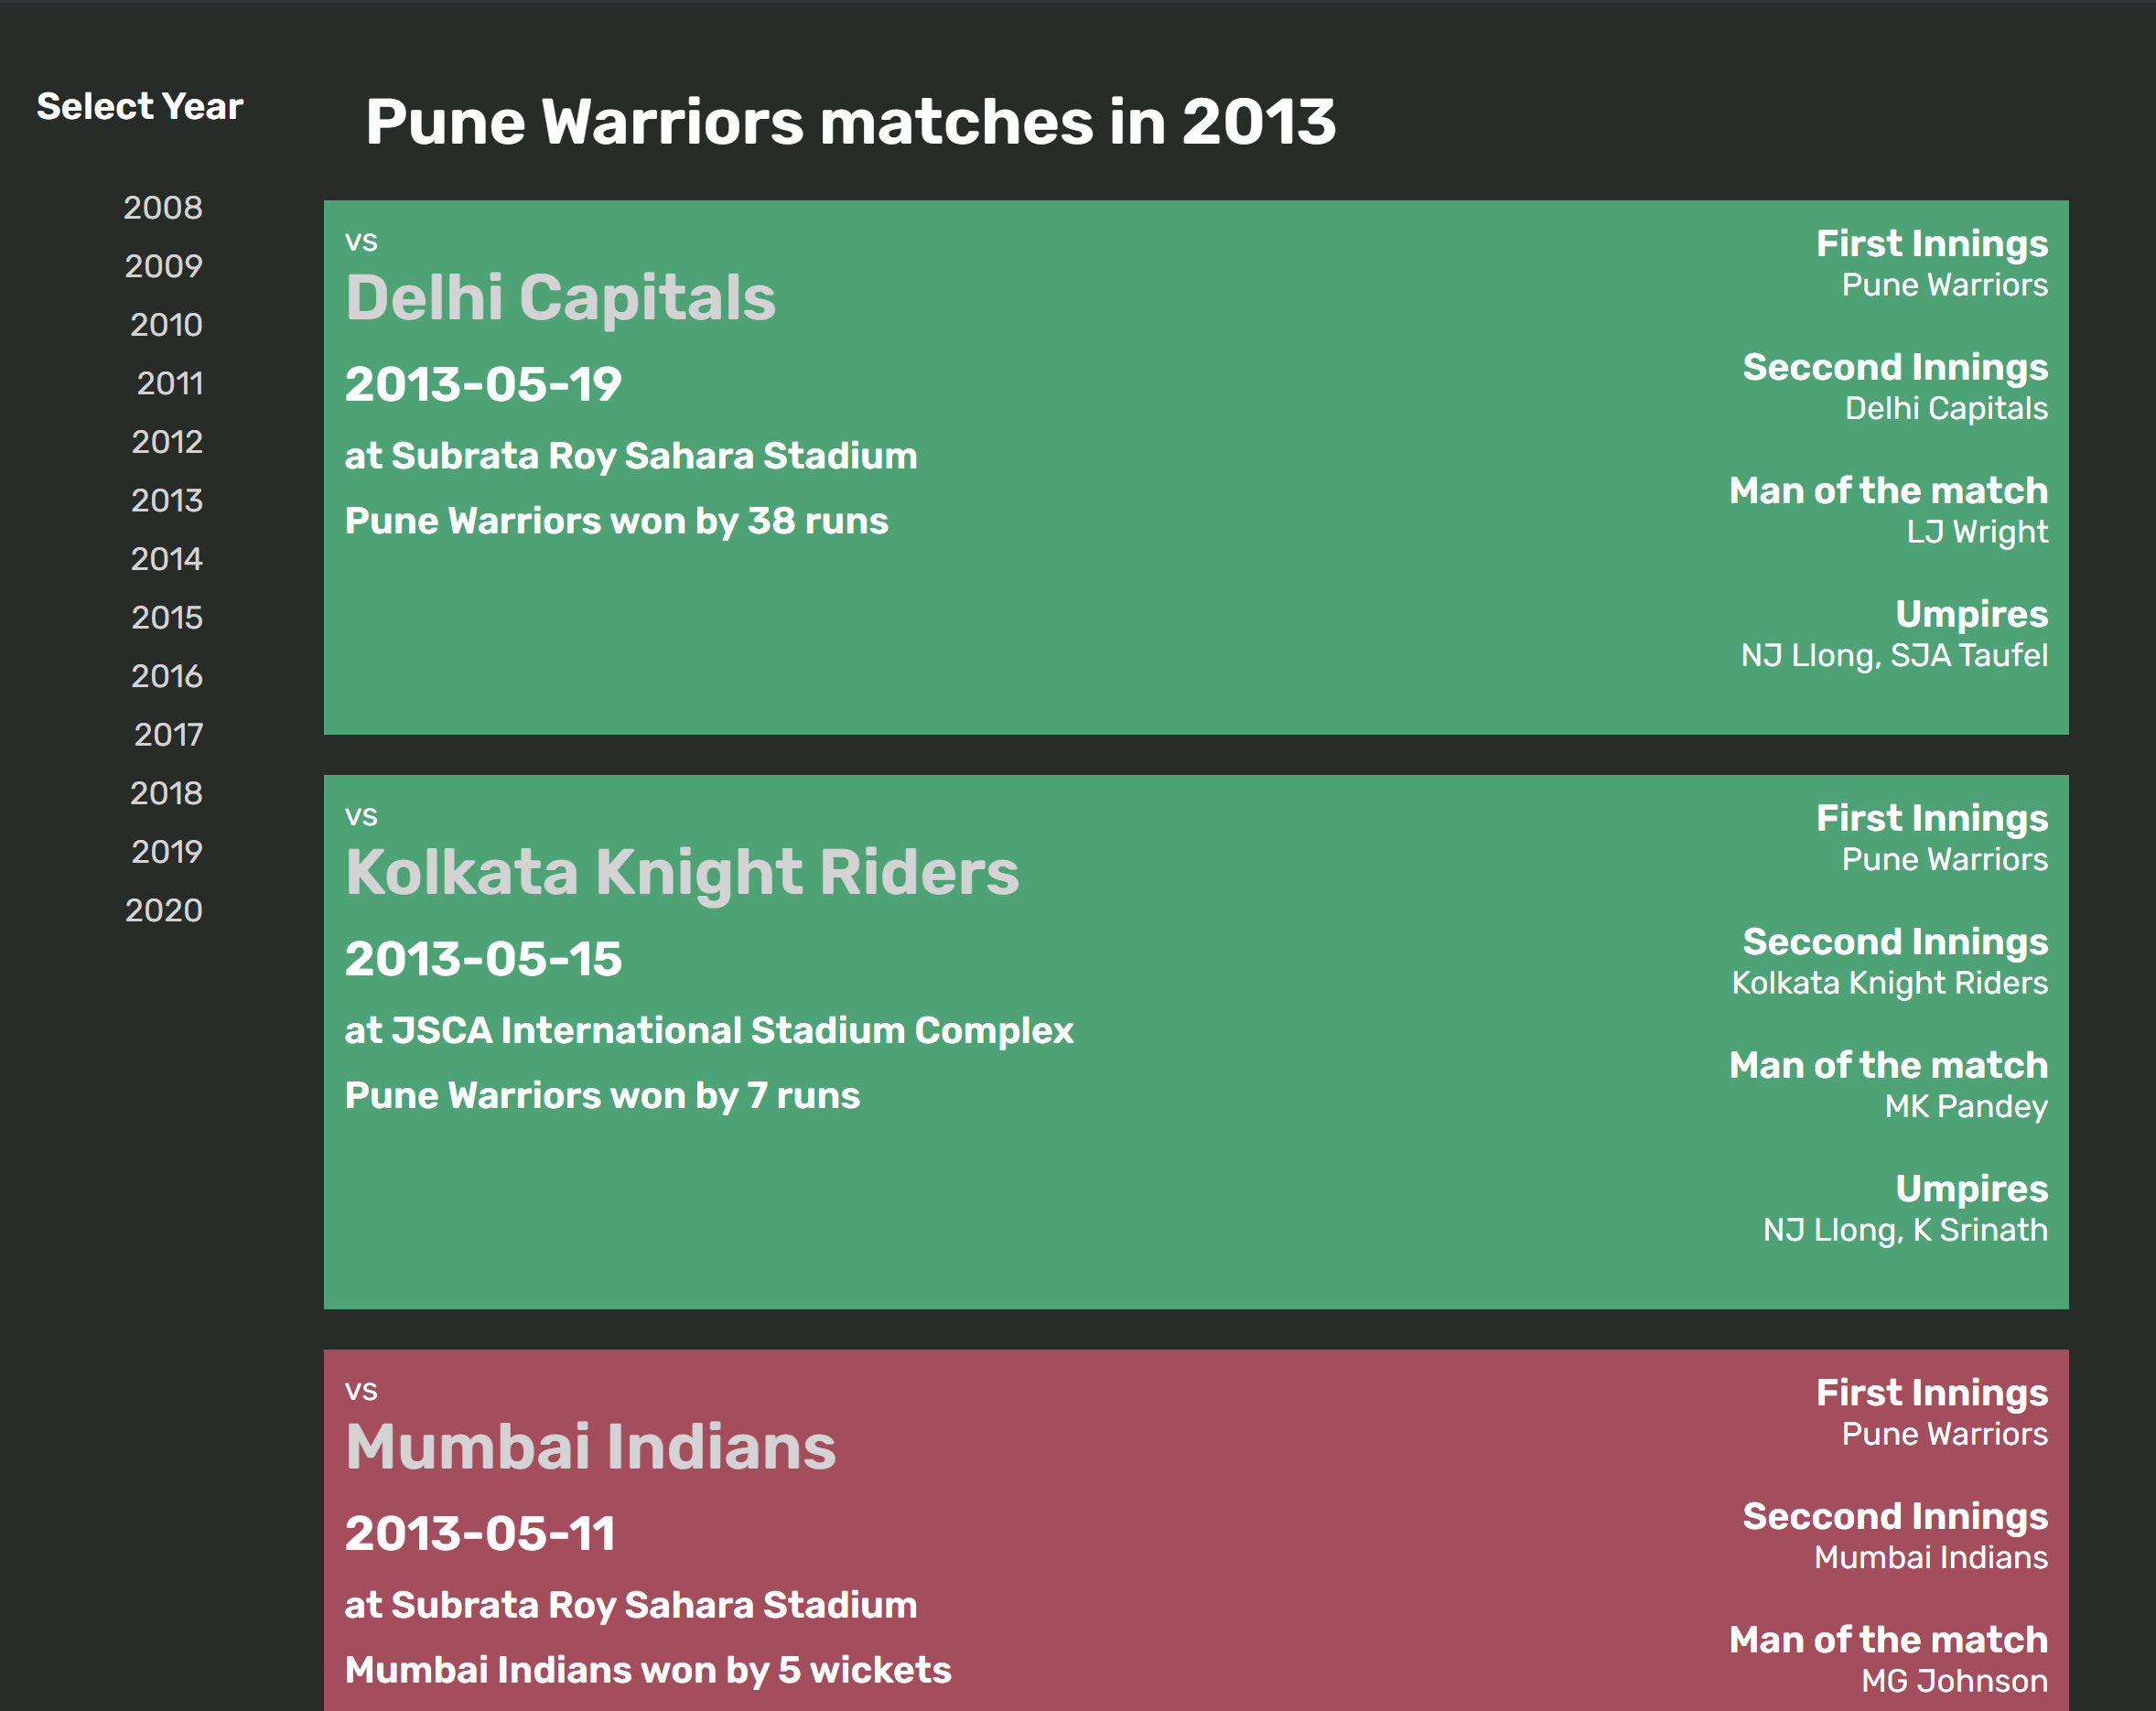 Select Year
2008
2009
2010
2011
2012
2013
2014
2015
2016
2017
2018
2019
2020
Pune Warriors matches in 2013
vs
Delhi Capitals
2013-05-19
at Subrata Roy Sahara Stadium
Pune Warriors won by 38 runs
First Innings
Pune Warriors
Seccond Innings
Delhi Capitals
Man of the match
LJ Wright
Umpires
NJ Llong, SJA Taufel
vs
Kolkata Knight Riders
2013-05-15
at JSCA International Stadium Complex
Pune Warriors won by 7 runs
First Innings
Pune Warriors
Seccond Innings
Kolkata Knight Riders
Man of the match
MK Pandey
Umpires
NJ Llong, K Srinath
vs
Mumbai Indians
2013-05-11
at Subrata Roy Sahara Stadium
Mumbai Indians won by 5 wickets
First Innings
Pune Warriors
Seccond Innings
Mumbai Indians
Man of the match
MG Johnson